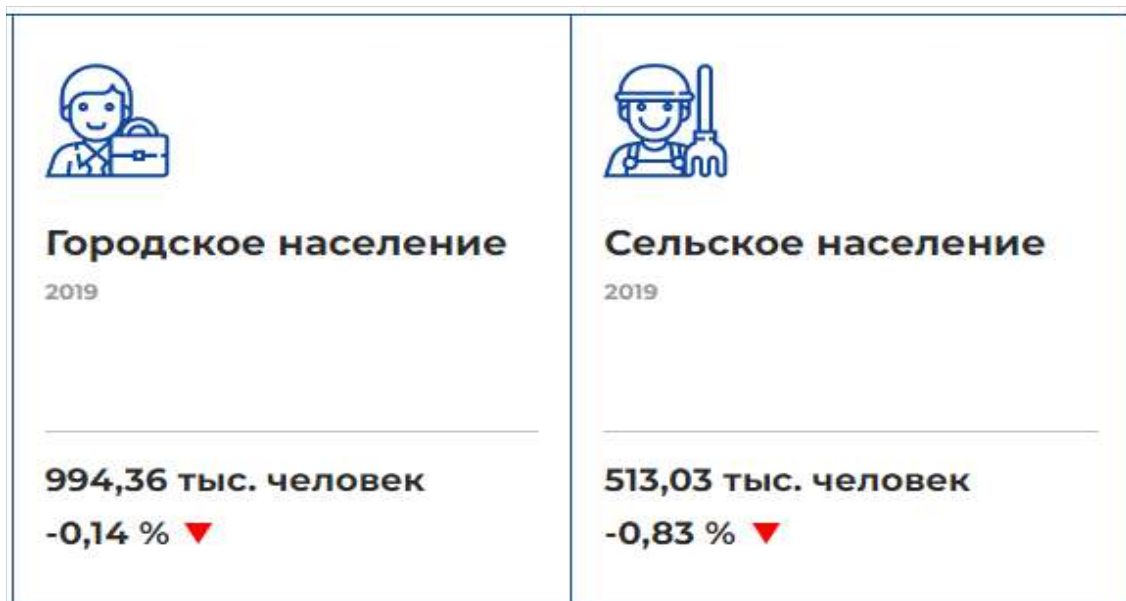 Городское население
2019
994,36 тыс. человек
-0,14 %
Сельское население
2019
513,03 тыс. человек
-0,83 %